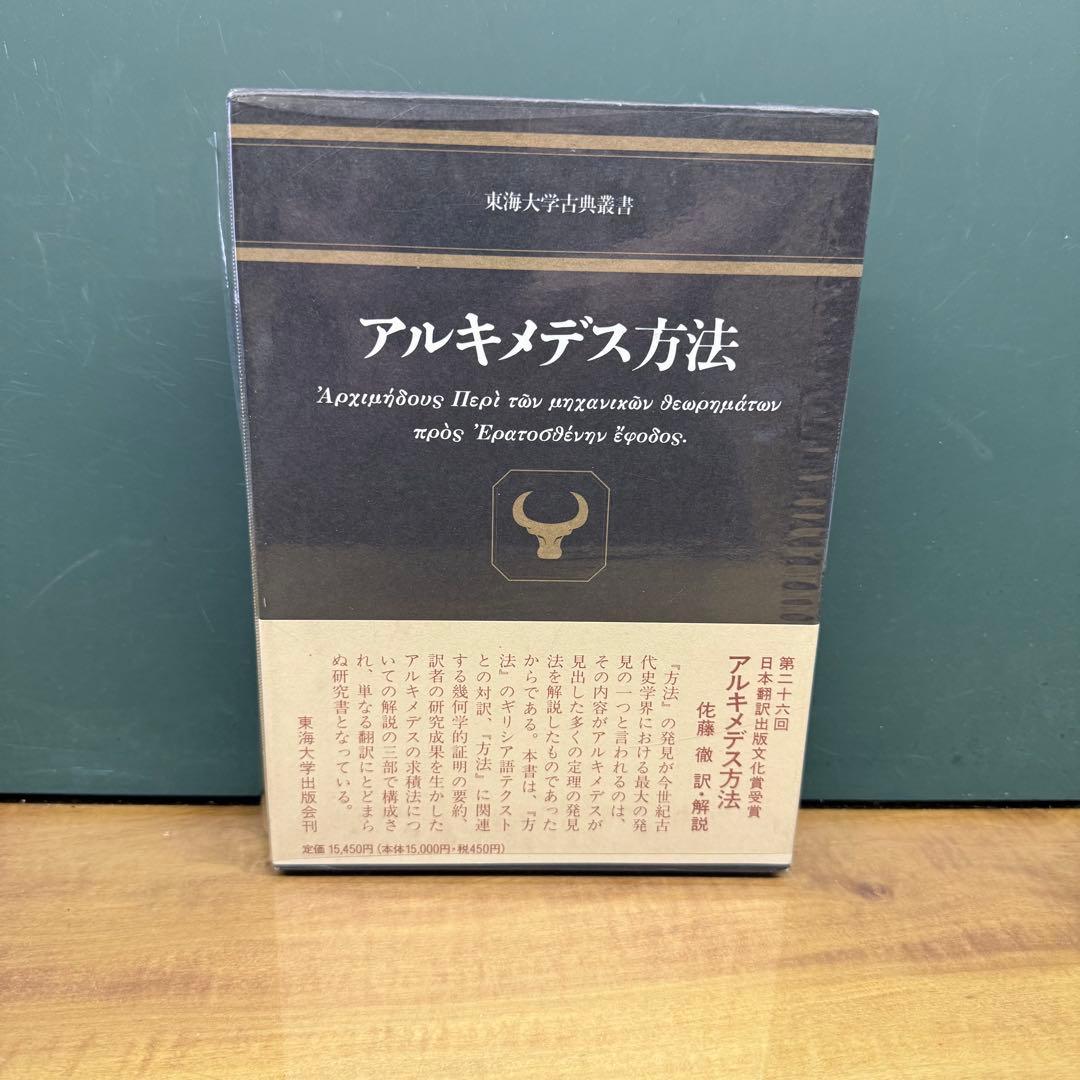 東海大学古典叢書
アルキメデス方法
Ἀρχιμήδους Περὶ τῶν μηχανικῶν θεωρημάτων
πρὸς Ἐρατοσθένην ἔφοδος.
第二十六回
日本翻訳出版文化賞受賞
アルキメデス方法
佐藤 徹 訳・解説
『方法』の発見が今世紀古
代史学界における最大の発
見の一つと言われるのは、
その内容がアルキメデスが
見出した多くの定理の発見
法を解説したものであった
からである。本書は、『方
法』のギリシア語テクスト
との対訳、『方法』に関連
する幾何学的証明の要約、
訳者の研究成果を生かした
アルキメデスの求積法につ
いての解説の三部で構成さ
れ、単なる翻訳にとどまら
ぬ研究書となっている。
東海大学出版会刊
定価 15,450円(本体15,000円・税450円)